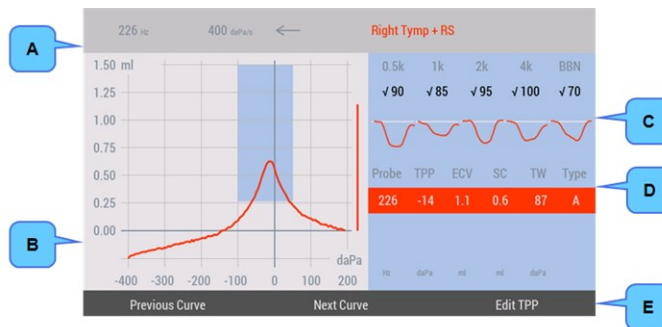 226 Hz 400 daPa/s Right Tymp + RS
A
1.50 ml
1.25
1.00
0.75
0.50
0.25
0.00
daPa
-400 -300 -200 -100 0 100 200
0.5k 1k 2k 4k BBN
√ 90 √ 85 √ 95 √ 100 √ 70
C
Probe TPP ECV SC TW Type
226 -14 1.1 0.6 87 A
D
B
Hz daPa ml ml daPa
Previous Curve Next Curve Edit TPP
E